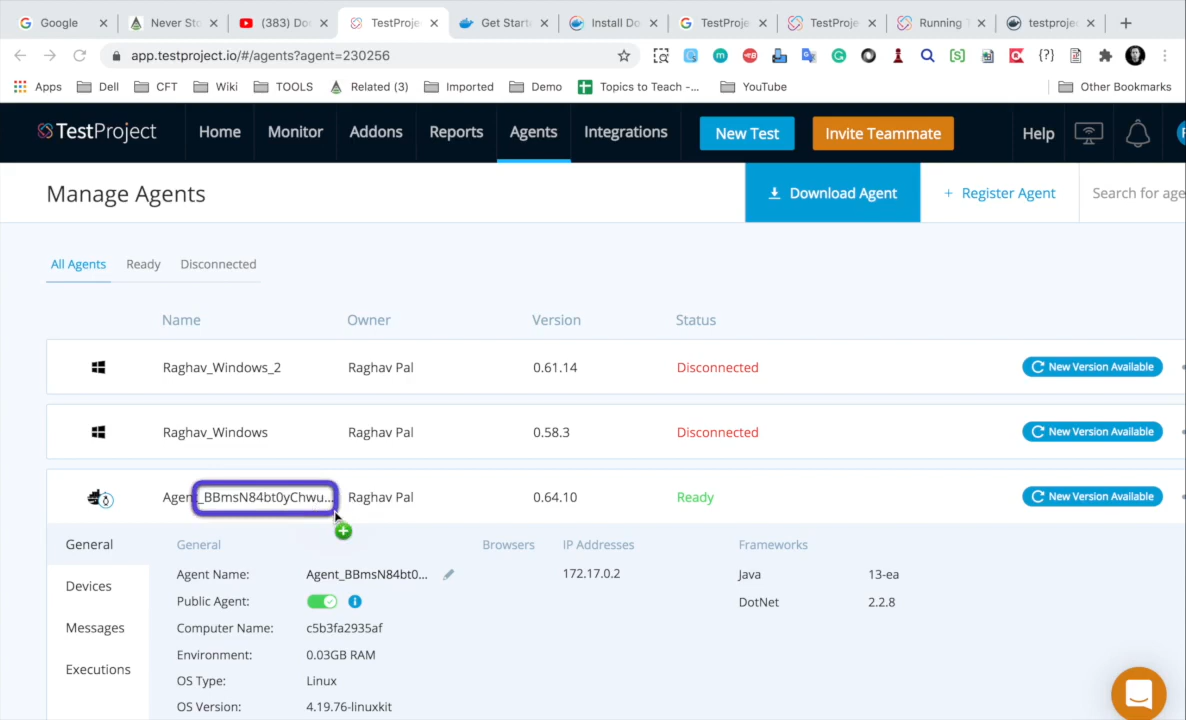 Google
Never Sto
(383) Do
TestProje
Get Starte
Install Do
TestProje
TestProje
Running T
testprojec
app.testproject.io/#/agents?agent=230256
Apps Dell CFT Wiki TOOLS Related (3) Imported Demo Topics to Teach -... YouTube Other Bookmarks
TestProject Home Monitor Addons Reports Agents Integrations New Test Invite Teammate Help
Manage Agents Download Agent + Register Agent Search for age
All Agents Ready Disconnected
Name Owner Version Status
Raghav_Windows_2 Raghav Pal 0.61.14 Disconnected New Version Available
Raghav_Windows Raghav Pal 0.58.3 Disconnected New Version Available
Agent_BBmsN84bt0yChwu... Raghav Pal 0.64.10 Ready New Version Available
General General Browsers IP Addresses Frameworks
Agent Name: Agent_BBmsN84bt0... 172.17.0.2 Java 13-ea
Devices
Public Agent: DotNet 2.2.8
Messages Computer Name: c5b3fa2935af
Environment: 0.03GB RAM
Executions
OS Type: Linux
OS Version: 4.19.76-linuxkit